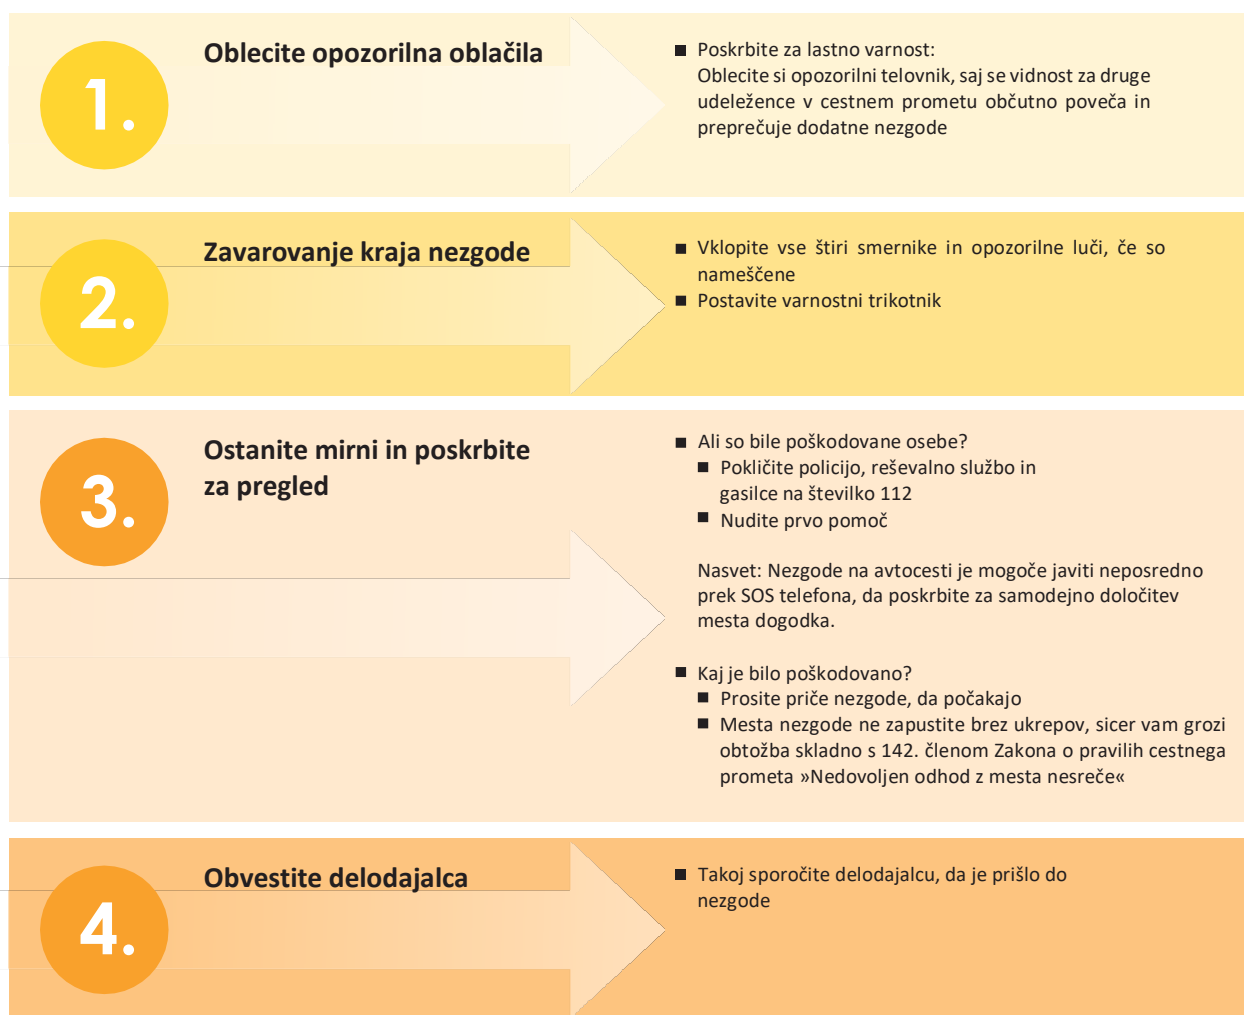 1.
Oblecite opozorilna oblačila
■ Poskrbite za lastno varnost:
Oblecite si opozorilni telovnik, saj se vidnost za druge
udeležence v cestnem prometu občutno poveča in
preprečuje dodatne nezgode
2.
Zavarovanje kraja nezgode
■ Vklopite vse štiri smernike in opozorilne luči, če so
nameščene
■ Postavite varnostni trikotnik
3.
Ostanite mirni in poskrbite
za pregled
■ Ali so bile poškodovane osebe?
■ Pokličite policijo, reševalno službo in
gasilce na številko 112
■ Nudite prvo pomoč
Nasvet: Nezgode na avtocesti je mogoče javiti neposredno
prek SOS telefona, da poskrbite za samodejno določitev
mesta dogodka.
■ Kaj je bilo poškodovano?
■ Prosite priče nezgode, da počakajo
■ Mesta nezgode ne zapustite brez ukrepov, sicer vam grozi
obtožba skladno s 142. členom Zakona o pravilih cestnega
prometa »Nedovoljen odhod z mesta nesreče«
4.
Obvestite delodajalca
■ Takoj sporočite delodajalcu, da je prišlo do
nezgode